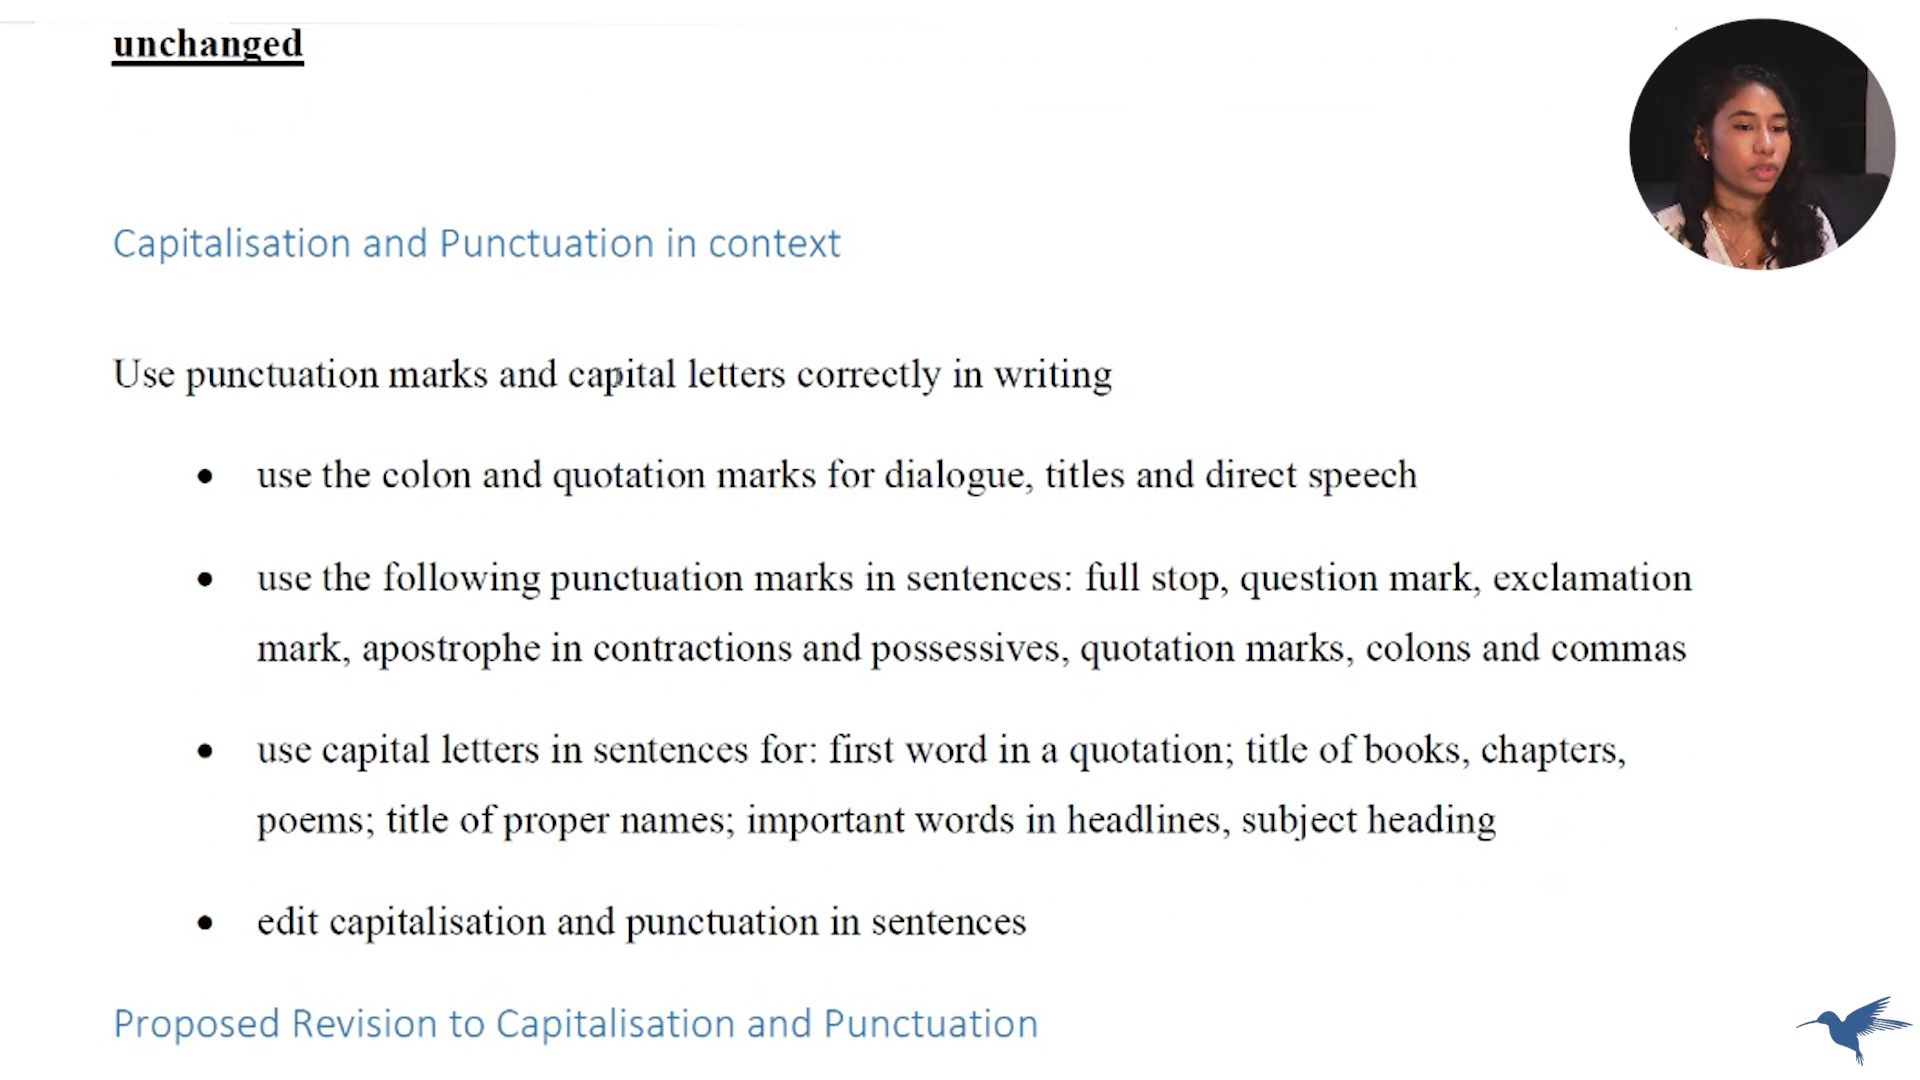 unchanged
Capitalisation and Punctuation in context
Use punctuation marks and capital letters correctly in writing
• use the colon and quotation marks for dialogue, titles and direct speech
• use the following punctuation marks in sentences: full stop, question mark, exclamation
mark, apostrophe in contractions and possessives, quotation marks, colons and commas
• use capital letters in sentences for: first word in a quotation; title of books, chapters,
poems; title of proper names; important words in headlines, subject heading
• edit capitalisation and punctuation in sentences
Proposed Revision to Capitalisation and Punctuation